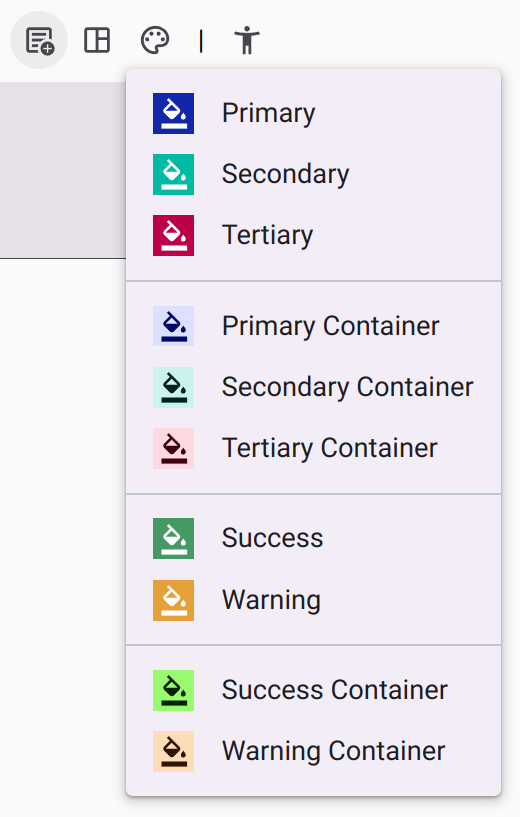 Primary
Secondary
Tertiary
Primary Container
Secondary Container
Tertiary Container
Success
Warning
Success Container
Warning Container